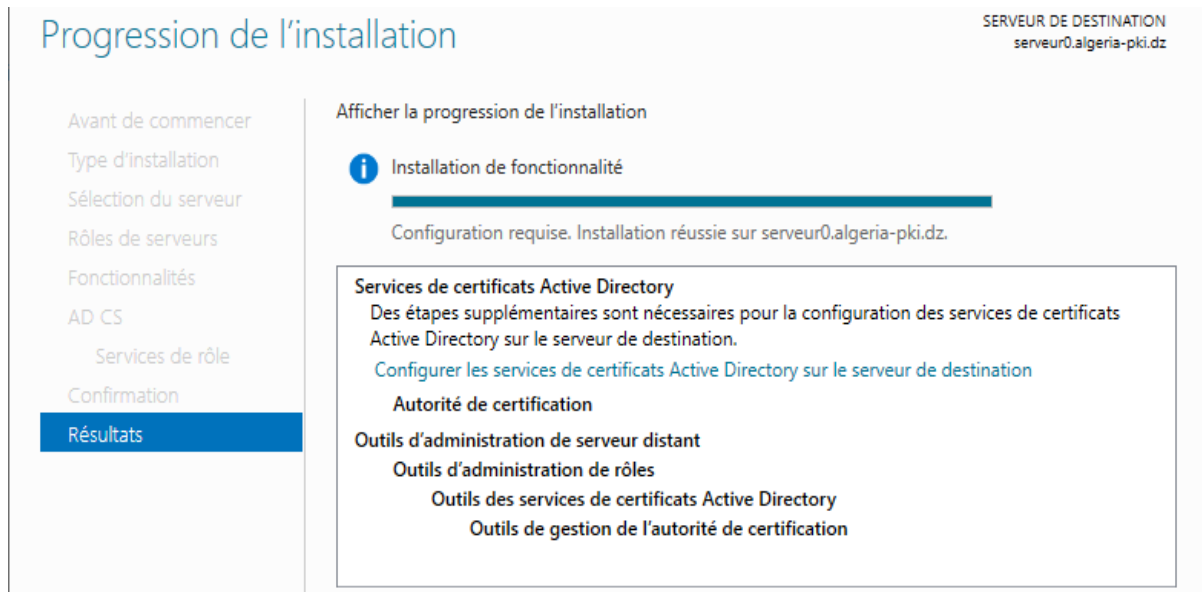 Progression de l’installation
SERVEUR DE DESTINATION
serveur0.algeria-pki.dz
Avant de commencer
Type d’installation
Sélection du serveur
Rôles de serveurs
Fonctionnalités
AD CS
Services de rôle
Confirmation
Résultats
Afficher la progression de l’installation
Installation de fonctionnalité
Configuration requise. Installation réussie sur serveur0.algeria-pki.dz.
Services de certificats Active Directory
Des étapes supplémentaires sont nécessaires pour la configuration des services de certificats
Active Directory sur le serveur de destination.
Configurer les services de certificats Active Directory sur le serveur de destination
Autorité de certification
Outils d’administration de serveur distant
Outils d’administration de rôles
Outils des services de certificats Active Directory
Outils de gestion de l’autorité de certification